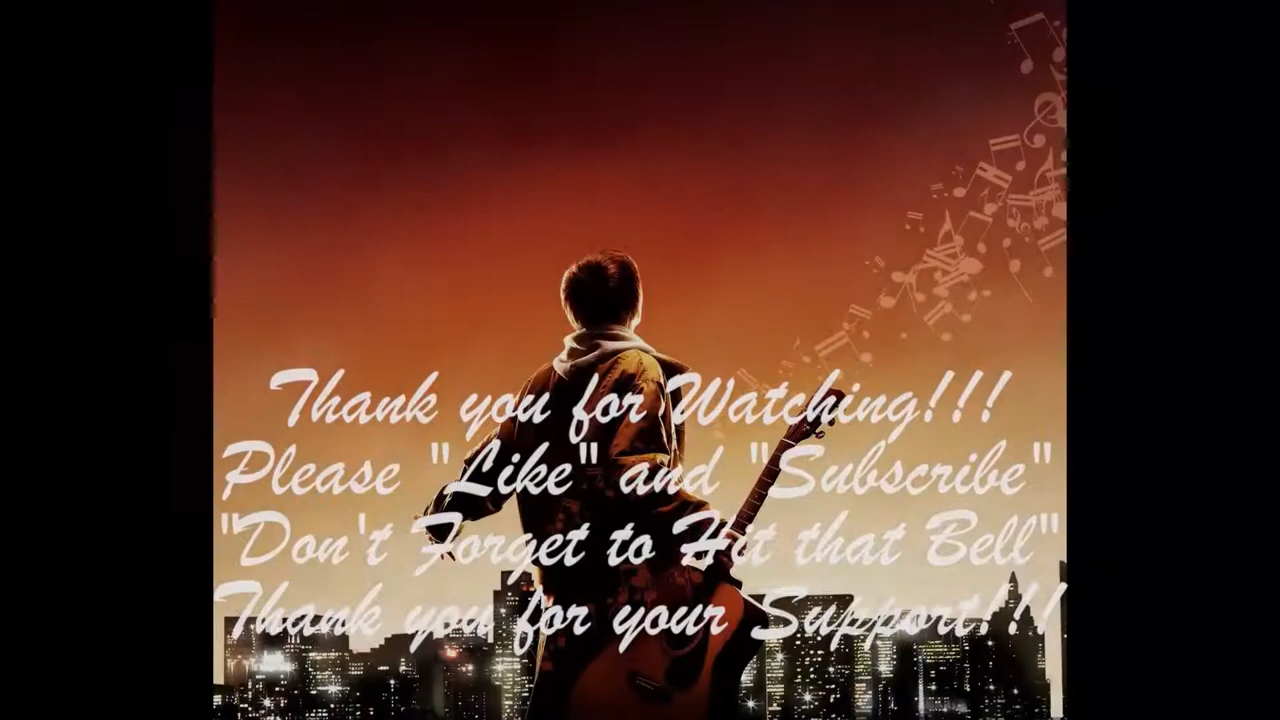 Thank you for Watching!!!
Please "Like" and "Subscribe"
"Don't Forget to Hit that Bell"
Thank you for your Support!!!